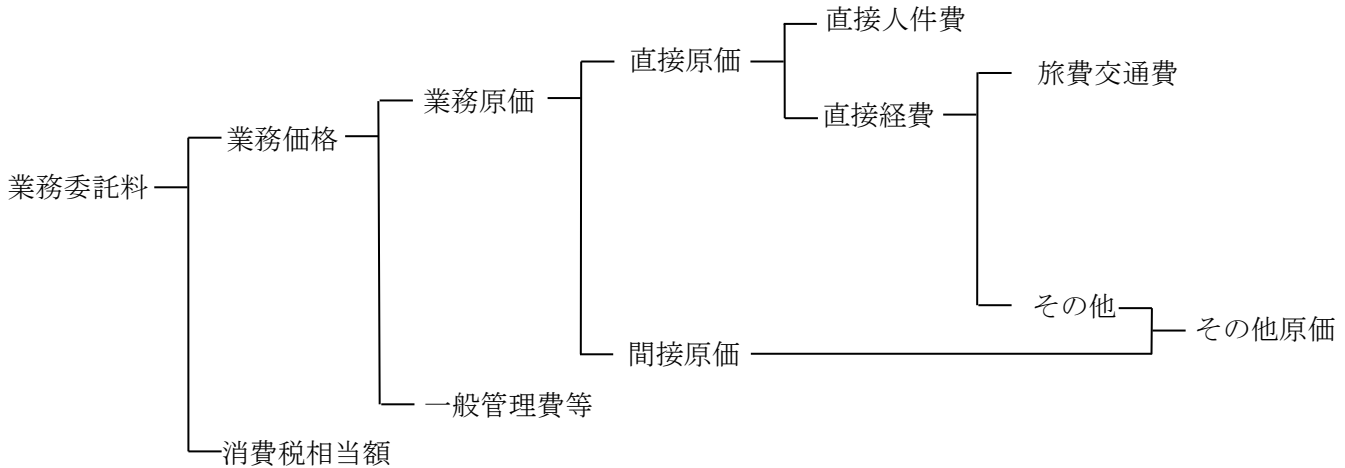 業務委託料
業務価格
業務原価
直接原価
直接人件費
直接経費
旅費交通費
その他
その他原価
間接原価
一般管理費等
消費税相当額